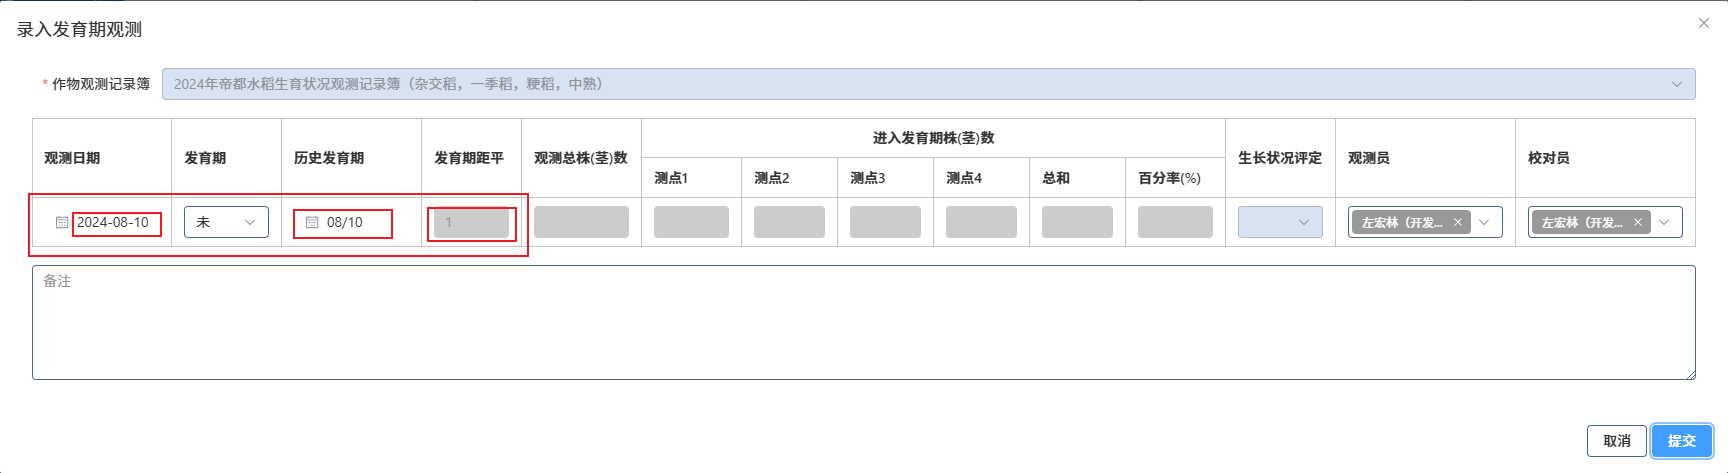 录入发育期观测
* 作物观测记录簿
2024年帝都水稻生育状况观测记录簿（杂交稻，一季稻，粳稻，中熟）
观测日期
发育期
历史发育期
发育期距平
观测总株(茎)数
进入发育期株(茎)数
测点1
测点2
测点3
测点4
总和
百分率(%)
生长状况评定
观测员
校对员
2024-08-10
未
08/10
1
左宏林（开发...
左宏林（开发...
备注
取消
提交